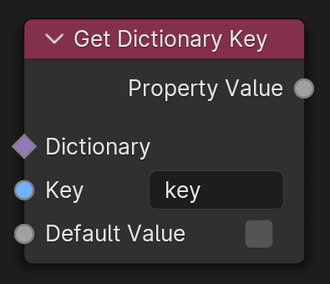 Get Dictionary Key
Property Value
Dictionary
Key key
Default Value